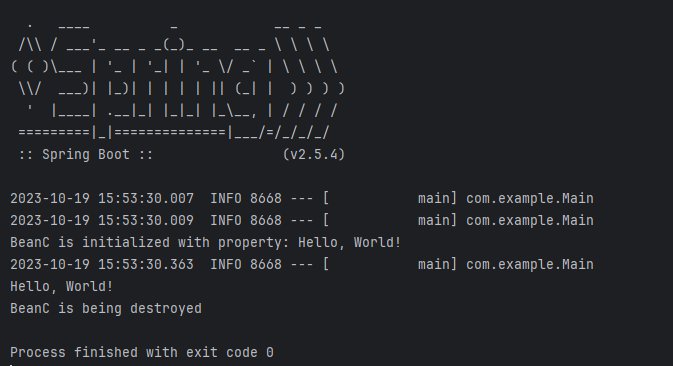 .   ____          _            __ _ _
 /\\ / ___'_ __ _ _(_)_ __  __ _ \ \ \ \
( ( )\___ | '_ | '_| | '_ \/ _` | \ \ \ \
 \\/  ___)| |_)| | | | | || (_| |  ) ) ) )
  '  |____| .__|_| |_|_| |_\__, | / / / /
 =========|_|==============|___/=/_/_/_/
 :: Spring Boot ::                (v2.5.4)
2023-10-19 15:53:30.007  INFO 8668 --- [           main] com.example.Main
2023-10-19 15:53:30.009  INFO 8668 --- [           main] com.example.Main
BeanC is initialized with property: Hello, World!
2023-10-19 15:53:30.363  INFO 8668 --- [           main] com.example.Main
Hello, World!
BeanC is being destroyed
Process finished with exit code 0